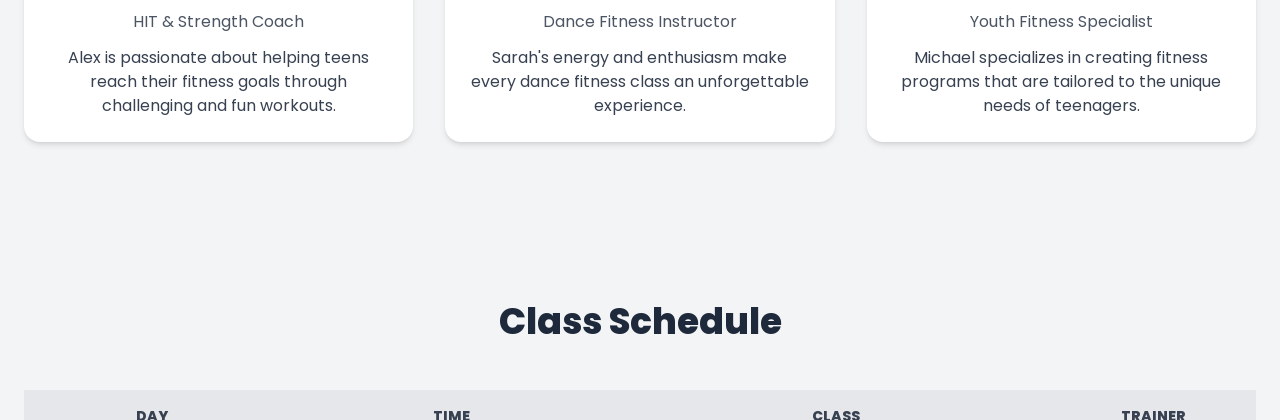 HIT & Strength Coach
Alex is passionate about helping teens
reach their fitness goals through
challenging and fun workouts.
Dance Fitness Instructor
Sarah's energy and enthusiasm make
every dance fitness class an unforgettable
experience.
Youth Fitness Specialist
Michael specializes in creating fitness
programs that are tailored to the unique
needs of teenagers.
Class Schedule
DAY TIME CLASS TRAINER